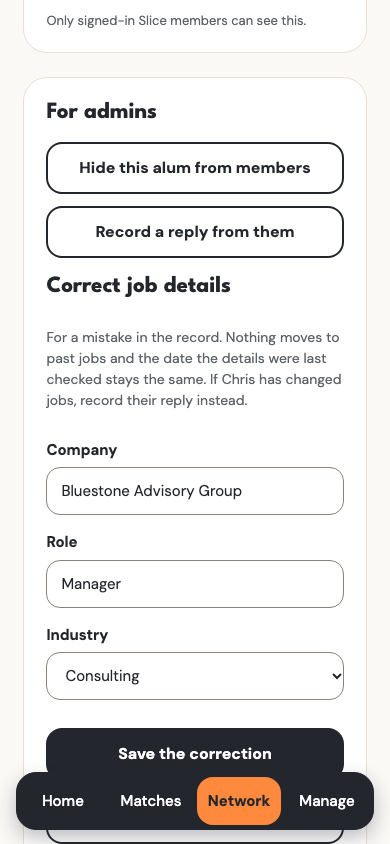 Only signed-in Slice members can see this.
For admins
Hide this alum from members
Record a reply from them
Correct job details
For a mistake in the record. Nothing moves to
past jobs and the date the details were last
checked stays the same. If Chris has changed
jobs, record their reply instead.
Company
Bluestone Advisory Group
Role
Manager
Industry
Consulting
Save the correction
Home Matches Network Manage